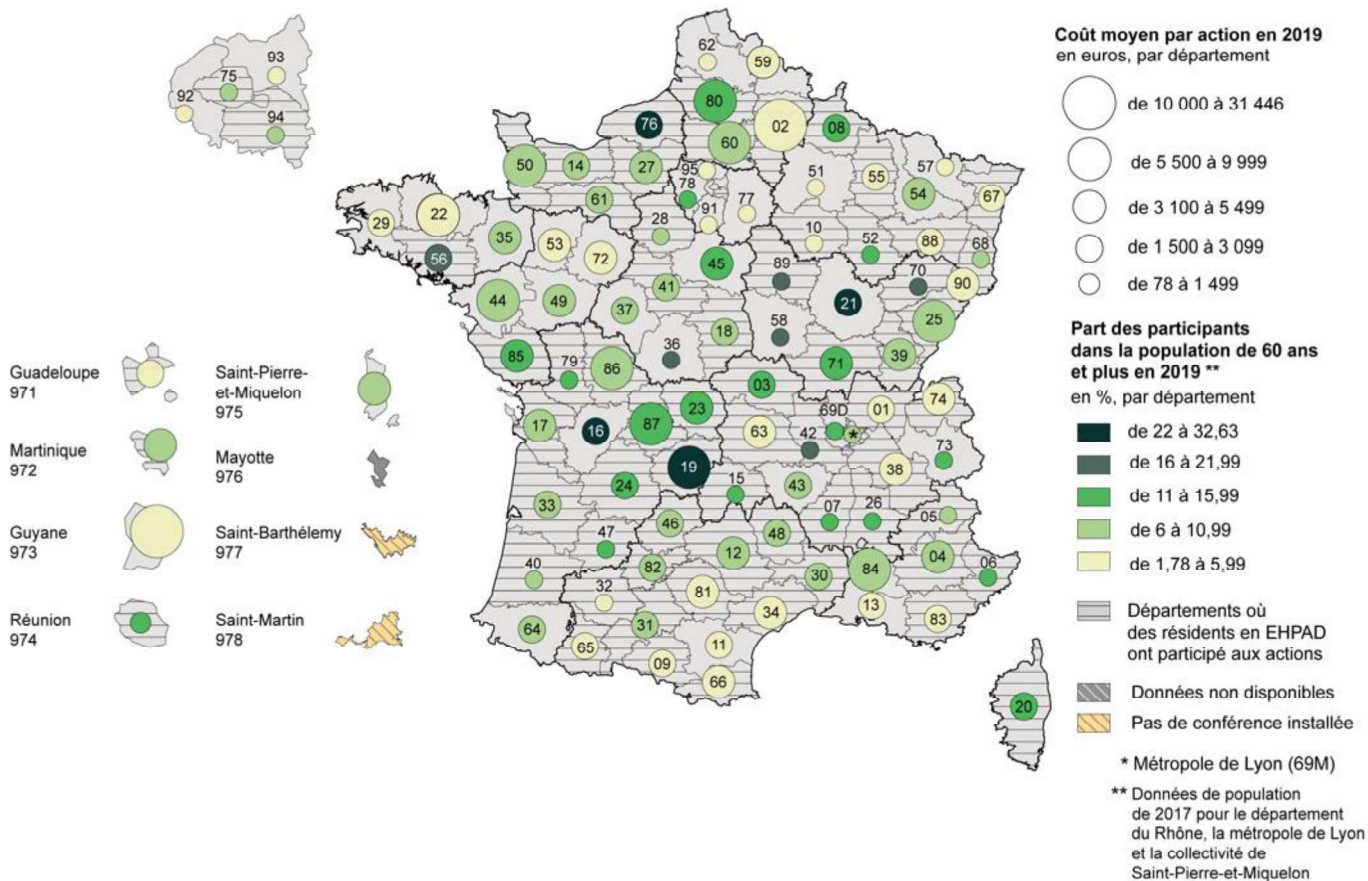 93
75
92
94
62
59
80
02
76
60
08
50
14
27
95
78
51
55
57
54
67
61
91
77
28
10
52
88
68
29
22
35
53
72
56
45
89
70
90
44
49
37
41
21
25
18
58
36
85
79
86
71
39
03
69D
01
74
17
16
87
23
63
42
*
73
19
38
24
15
43
33
07
26
05
46
48
47
12
04
40
82
30
84
06
32
81
34
13
83
64
31
65
09
11
66
20
Guadeloupe
971
Martinique
972
Guyane
973
Réunion
974
Saint-Pierre-
et-Miquelon
975
Mayotte
976
Saint-Barthélemy
977
Saint-Martin
978
Coût moyen par action en 2019
en euros, par département
de 10 000 à 31 446
de 5 500 à 9 999
de 3 100 à 5 499
de 1 500 à 3 099
de 78 à 1 499
Part des participants
dans la population de 60 ans
et plus en 2019 **
en %, par département
de 22 à 32,63
de 16 à 21,99
de 11 à 15,99
de 6 à 10,99
de 1,78 à 5,99
Départements où
des résidents en EHPAD
ont participé aux actions
Données non disponibles
Pas de conférence installée
* Métropole de Lyon (69M)
** Données de population
de 2017 pour le département
du Rhône, la métropole de Lyon
et la collectivité de
Saint-Pierre-et-Miquelon